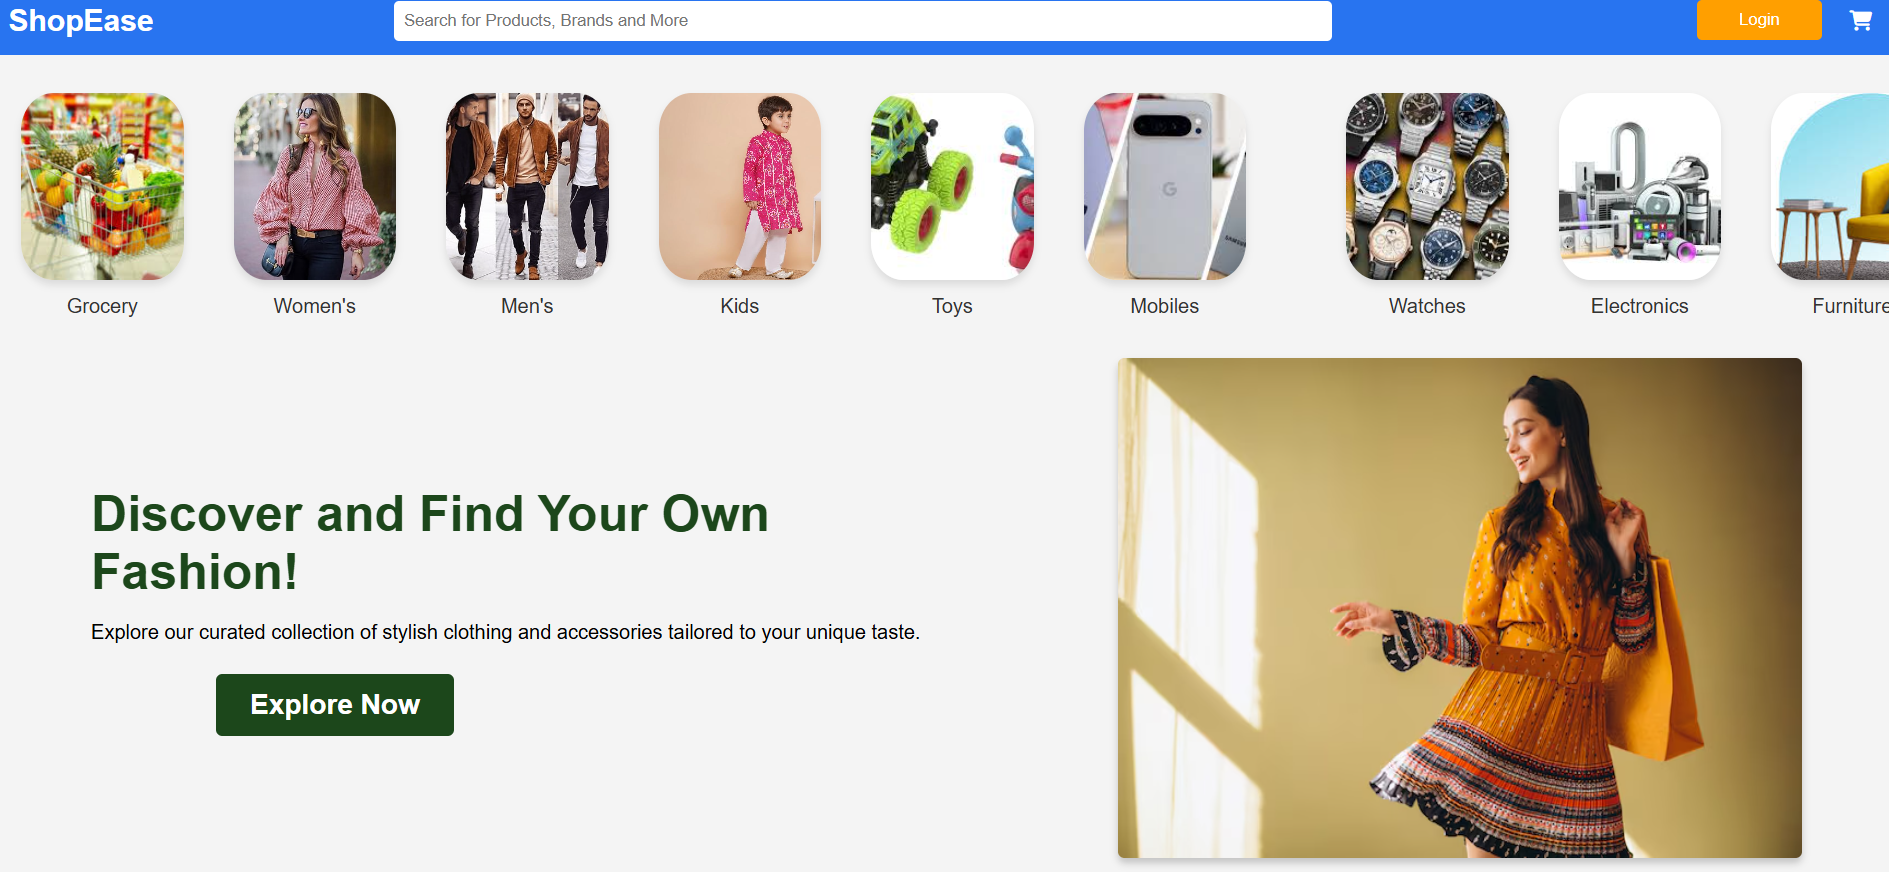 ShopEase
Search for Products, Brands and More
Login
G
SAMSUNG
Grocery
Women's
Men's
Kids
Toys
Mobiles
Watches
Electronics
Furniture
Discover and Find Your Own
Fashion!
Explore our curated collection of stylish clothing and accessories tailored to your unique taste.
Explore Now